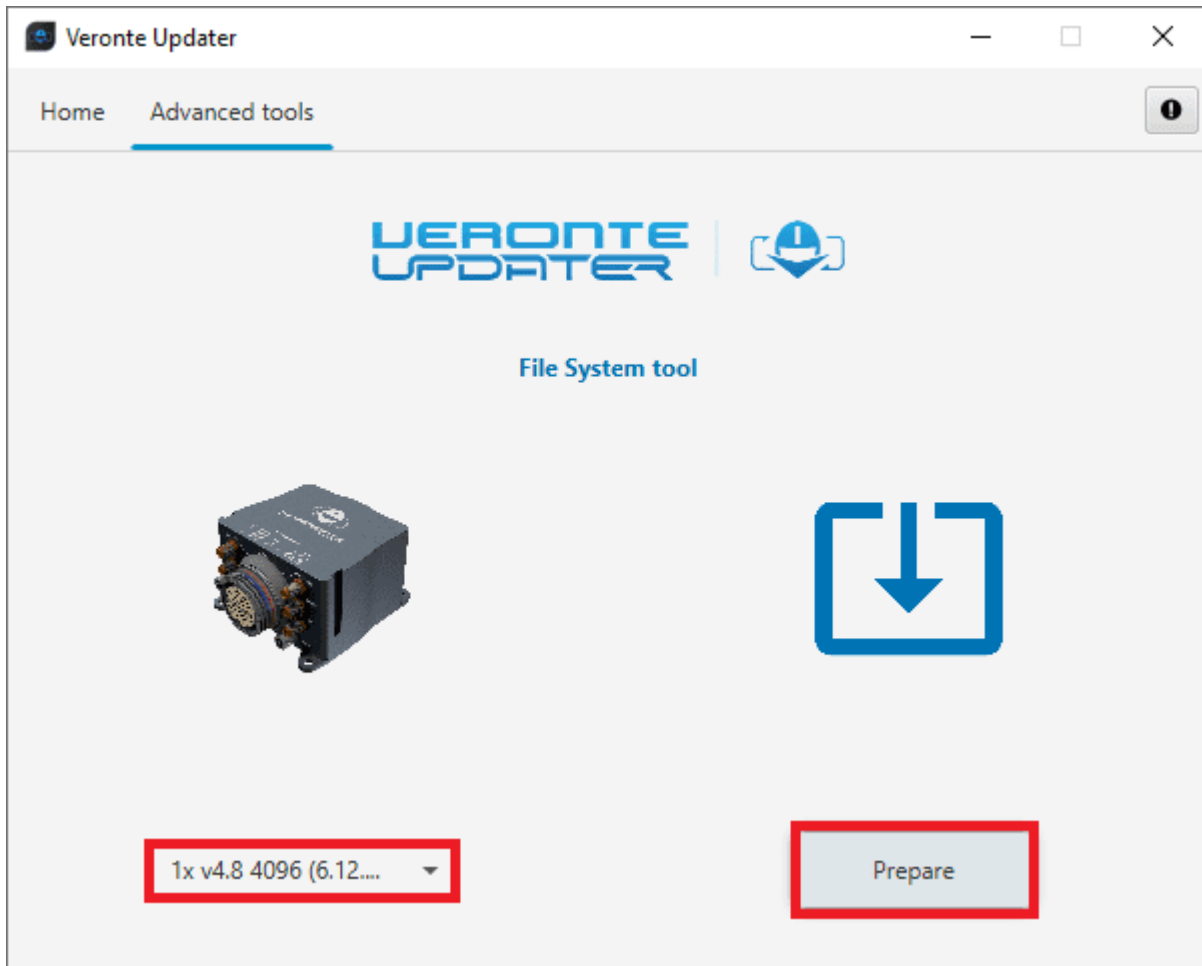 Veronte Updater
Home Advanced tools
VERONTE
UPDATER
File System tool
1x v4.8 4096 (6.12....
Prepare